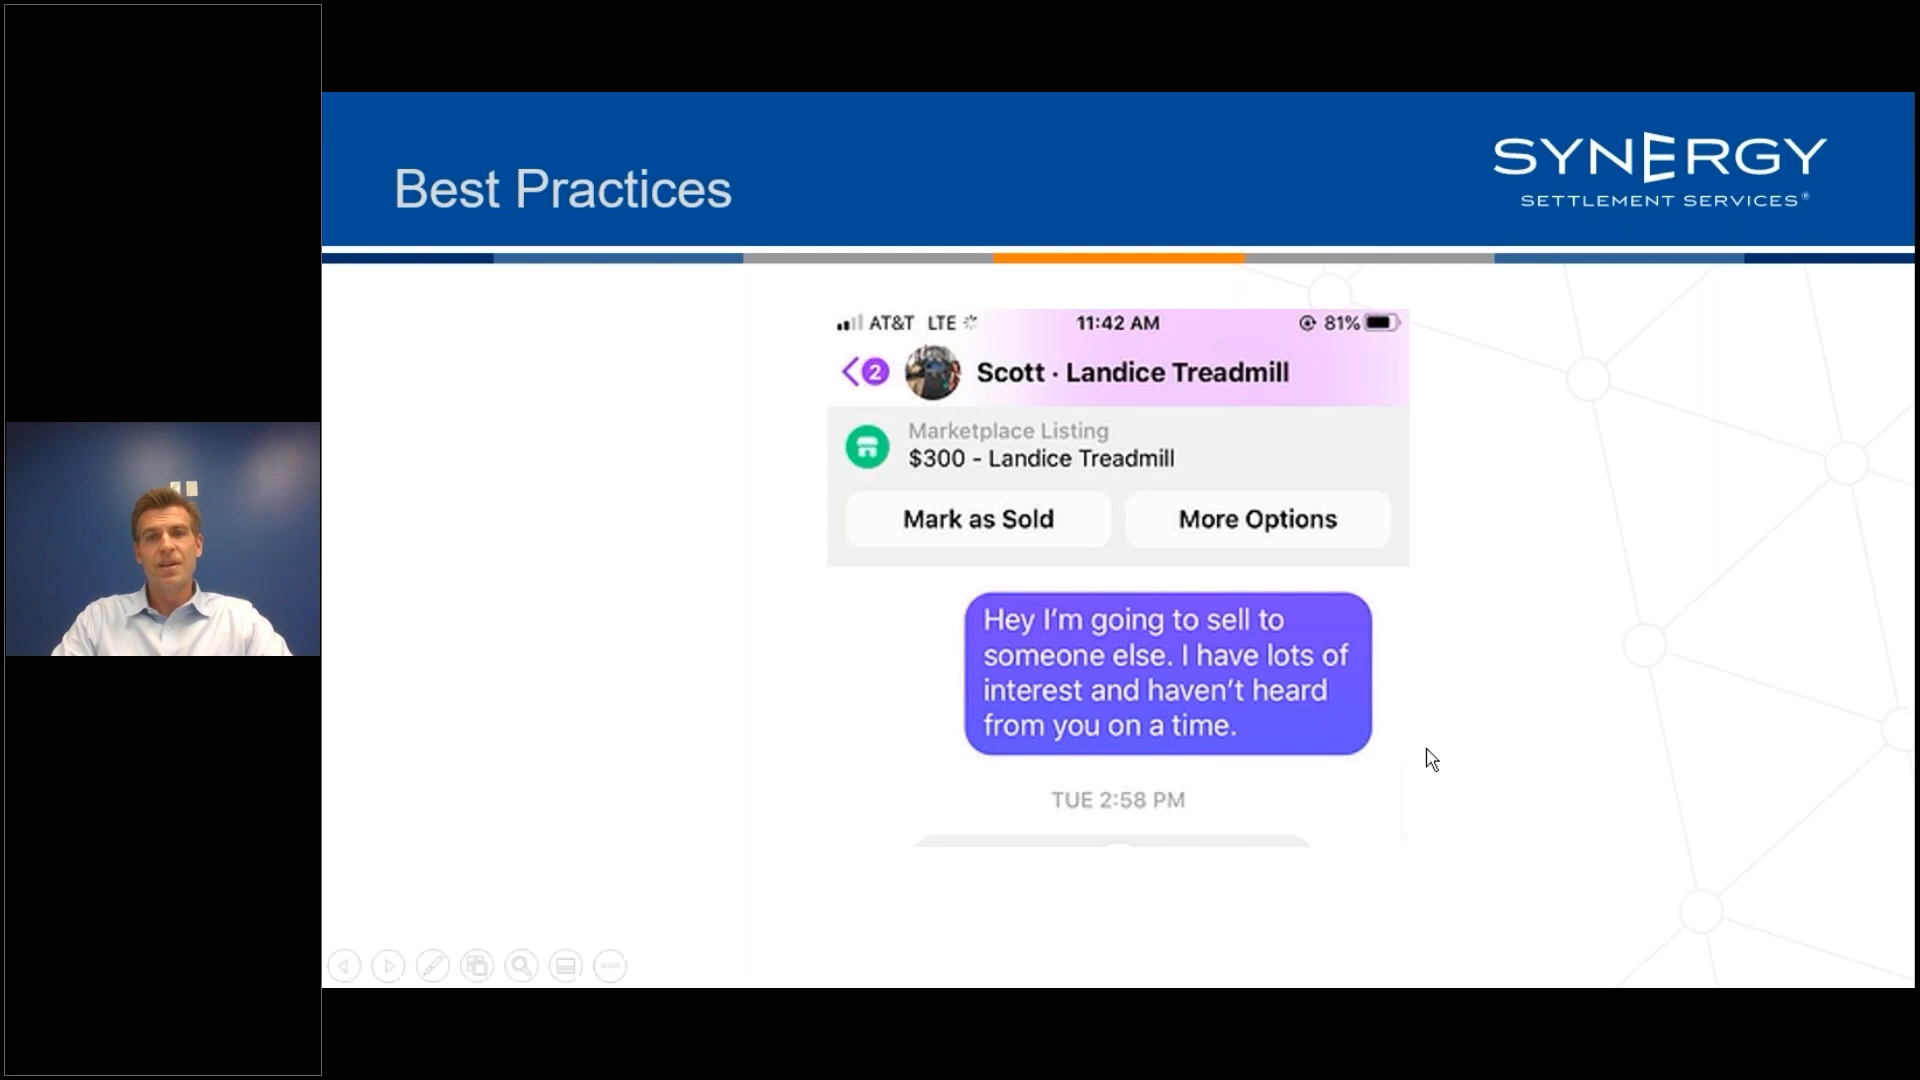 Best Practices
SYNERGY
SETTLEMENT SERVICES®
AT&T LTE 11:42 AM 81%
2 Scott · Landice Treadmill
Marketplace Listing
$300 - Landice Treadmill
Mark as Sold More Options
Hey I'm going to sell to
someone else. I have lots of
interest and haven't heard
from you on a time.
TUE 2:58 PM